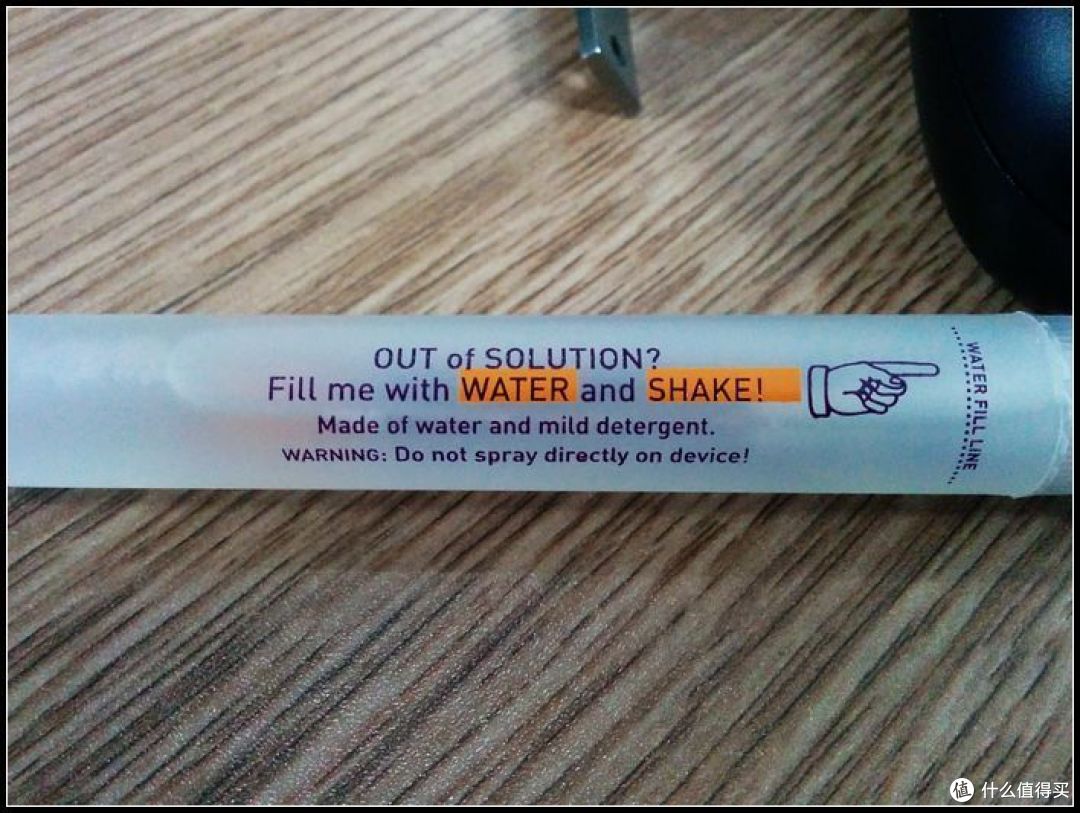 OUT of SOLUTION?
Fill me with WATER and SHAKE!
Made of water and mild detergent.
WARNING: Do not spray directly on device!
WATER FILL LINE
值 什么值得买